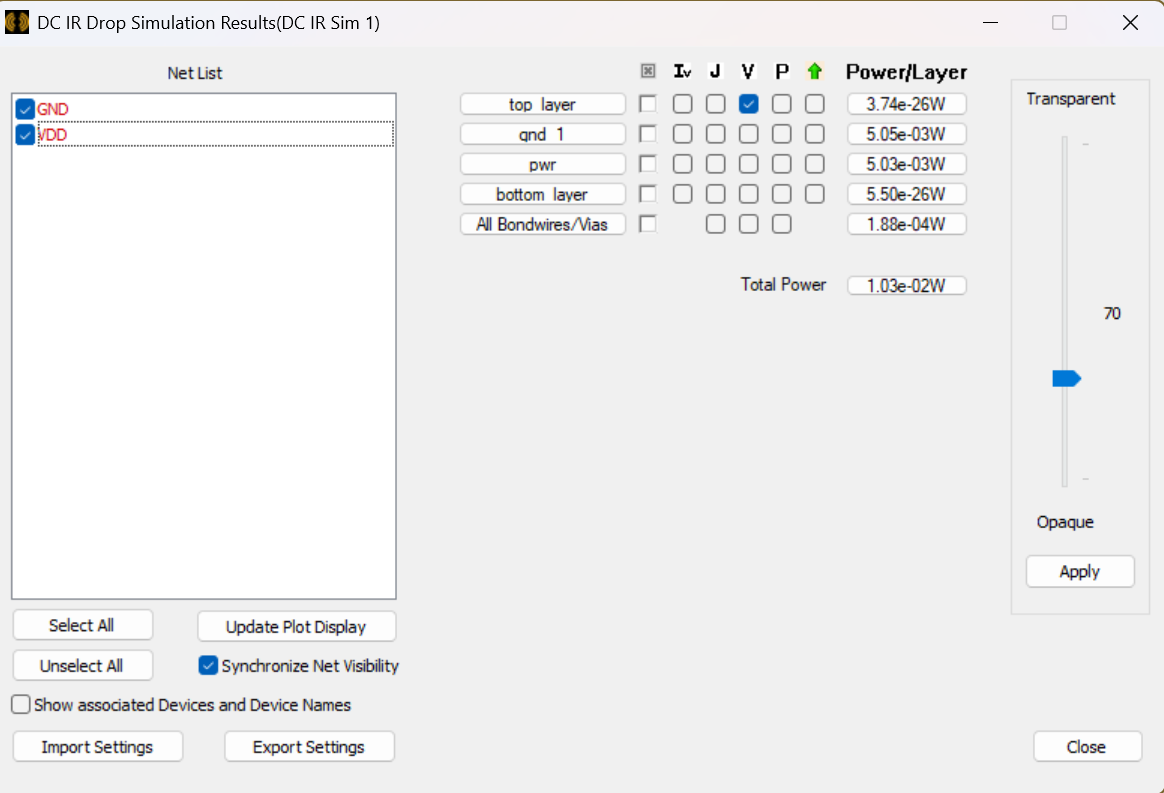 DC IR Drop Simulation Results(DC IR Sim 1)
Net List
GND
VDD
Select All
Update Plot Display
Unselect All
Synchronize Net Visibility
Show associated Devices and Device Names
Import Settings
Export Settings
Iv J V P Power/Layer
top_layer 3.74e-26W
gnd_1 5.05e-03W
pwr 5.03e-03W
bottom_layer 5.50e-26W
All Bondwires/Vias 1.88e-04W
Total Power 1.03e-02W
Transparent
70
Opaque
Apply
Close